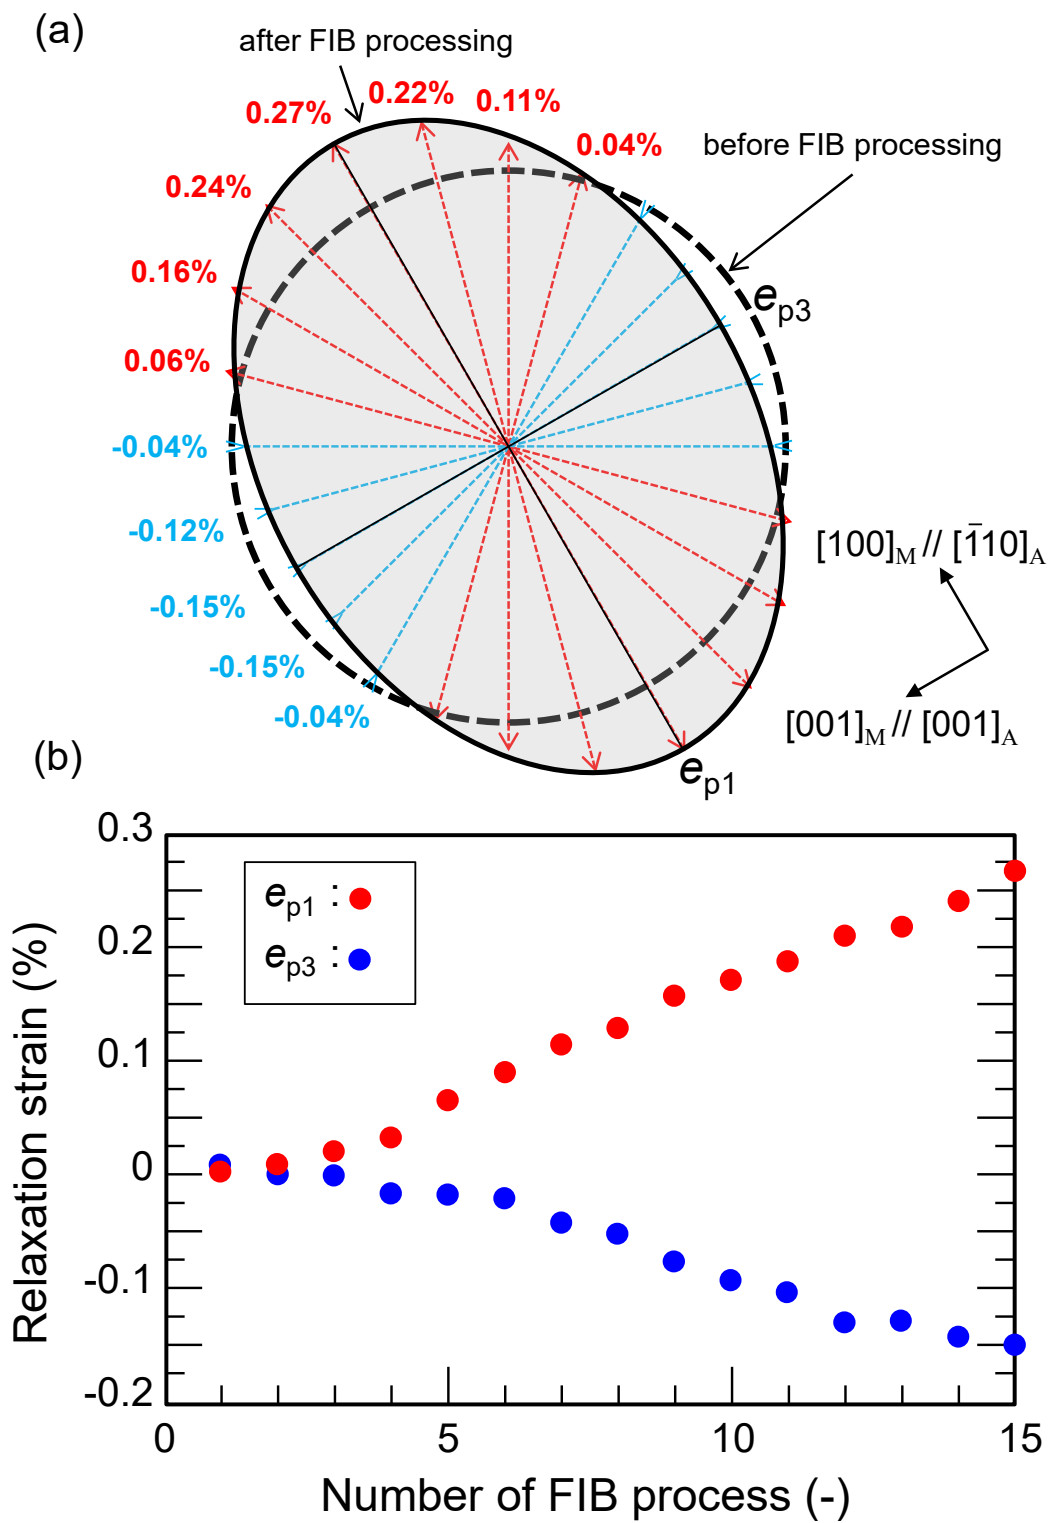 (a)
after FIB processing
0.27%
0.22%
0.11%
0.04%
before FIB processing
0.24%
0.16%
0.06%
-0.04%
-0.12%
-0.15%
-0.15%
-0.04%
e_p3
e_p1
[100]_M // [1̄10]_A
[001]_M // [001]_A
(b)
Relaxation strain (%)
0.3
0.2
0.1
0
-0.1
-0.2
e_p1 :
e_p3 :
0 5 10 15
Number of FIB process (-)